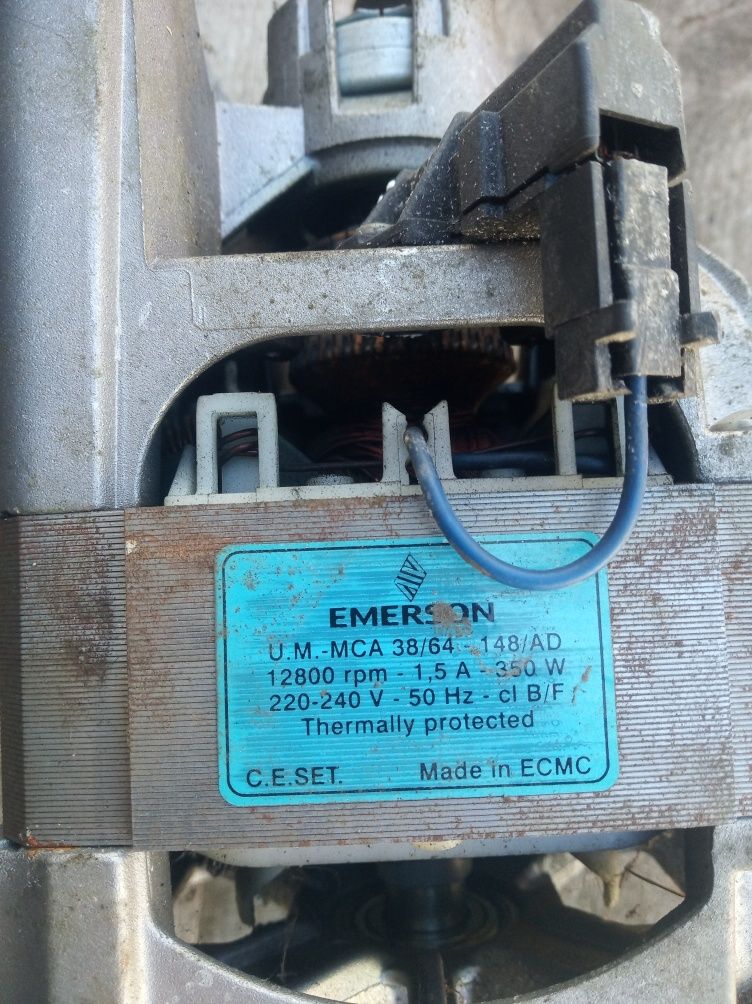 EMERSON
U.M.-MCA 38/64 - 148/AD
12800 rpm - 1,5 A - 350 W
220-240 V - 50 Hz - cl B/F
Thermally protected
C.E.SET. Made in ECMC